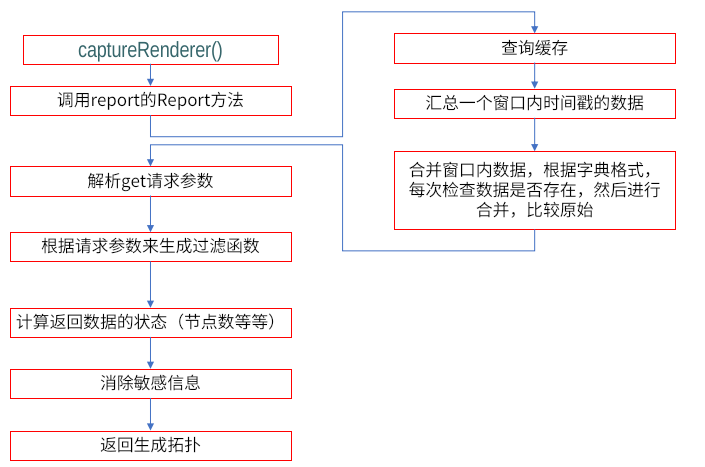 captureRenderer()
调用report的Report方法
查询缓存
汇总一个窗口内时间戳的数据
合并窗口内数据，根据字典格式，
每次检查数据是否存在，然后进行
合并，比较原始
解析get请求参数
根据请求参数来生成过滤函数
计算返回数据的状态（节点数等等）
消除敏感信息
返回生成拓扑